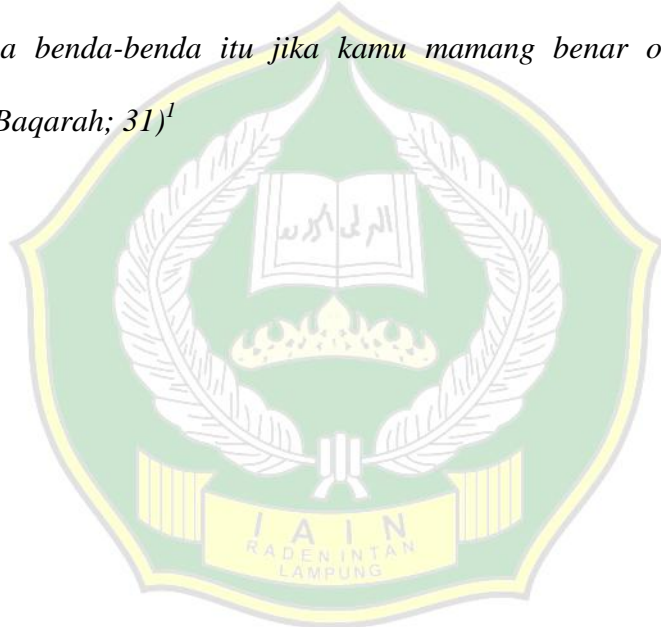 a benda-benda itu jika kamu mamang benar o
Baqarah; 31)¹
I A I N
RADEN INTAN
LAMPUNG